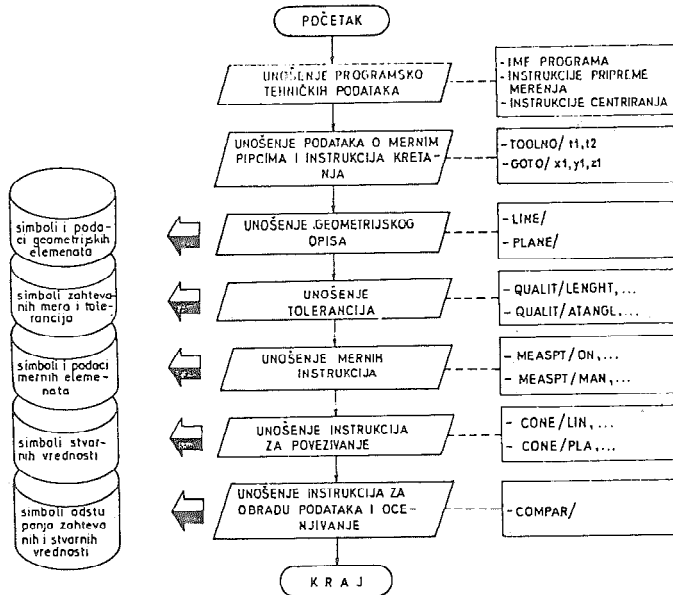 POČETAK
UNOŠENJE PROGRAMSKO
TEHNIČKIH PODATAKA
- IME PROGRAMA
- INSTRUKCIJE PRIPREME
MERENJA
- INSTRUKCIJE CENTRIRANJA
UNOŠENJE PODATAKA O MERNIM
PIPCIMA I INSTRUKCIJA KRETA-
NJA
- TOOLNO/ t1,t2
- GOTO/ x1,y1,z1
simboli i poda-
ci geometrijskih
elemenata
UNOŠENJE GEOMETRIJSKOG
OPISA
- LINE/
- PLANE/
simboli zahteva-
nih mera i tole-
rancija
UNOŠENJE
TOLERANCIJA
- QUALIT/LENGHT,...
- QUALIT/ATANGL,...
simboli i podaci
mernih eleme-
nata
UNOŠENJE MERNIH
INSTRUKCIJA
- MEASPT/ON,...
- MEASPT/MAN,...
simboli stvar-
nih vrednosti
UNOŠENJE INSTRUKCIJA
ZA POVEZIVANJE
- CONE/LIN,...
- CONE/PLA,...
simboli odstu
panja zahteva
nih i stvarnih
vrednosti
UNOŠENJE INSTRUKCIJA ZA
OBRADU PODATAKA I OCE-
NJIVANJE
- COMPAR/
KRAJ